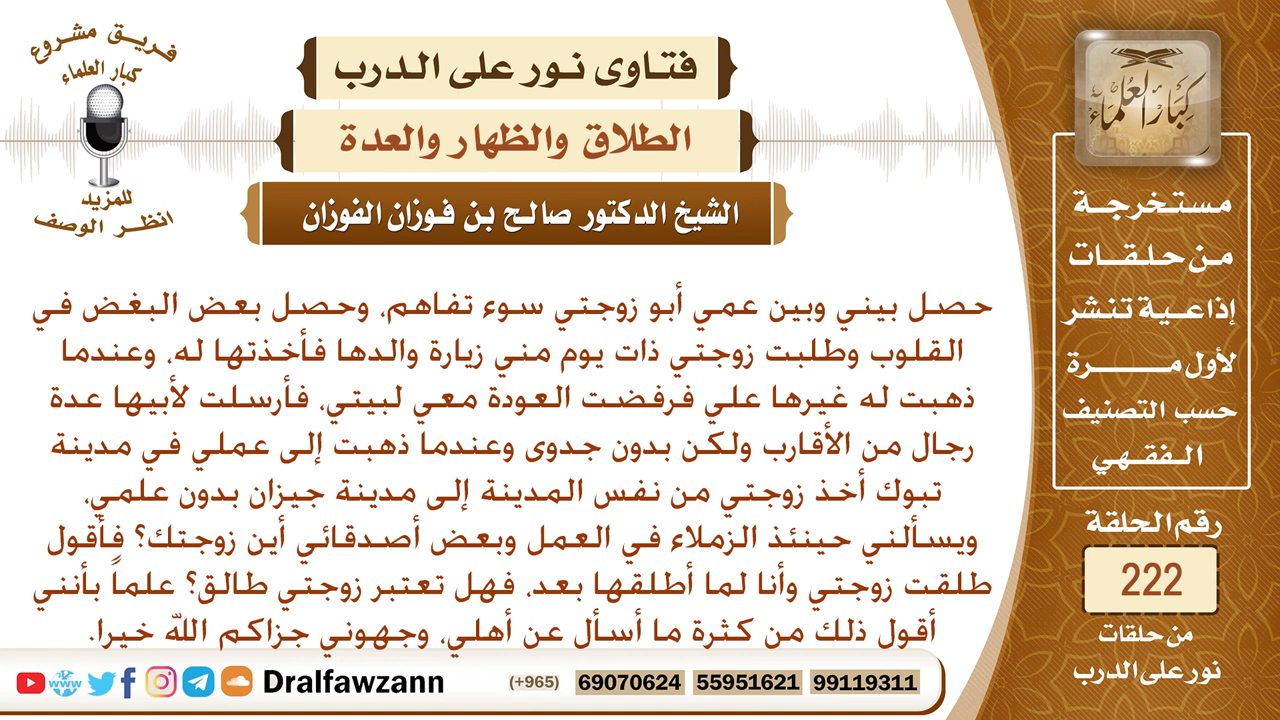 فريق مشروع
كبار العلماء
للمزيد
انظر الوصف
فتاوى نور على الدرب
الطلاق والظهار والعدة
الشيخ الدكتور صالح بن فوزان الفوزان
حصل بيني وبين عمي أبو زوجتي سوء تفاهم، وحصل بعض البغض في
القلوب وطلبت زوجتي ذات يوم مني زيارة والدها فأخذتها له، وعندما
ذهبت له غيرها علي فرفضت العودة معي لبيتي، فأرسلت لأبيها عدة
رجال من الأقارب ولكن بدون جدوى وعندما ذهبت إلى عملي في مدينة
تبوك أخذ زوجتي من نفس المدينة إلى مدينة جيزان بدون علمي،
ويسألني حينئذ الزملاء في العمل وبعض أصدقائي أين زوجتك؟ فأقول
طلقت زوجتي وأنا لما أطلقها بعد، فهل تعتبر زوجتي طالق؟ علماً بأنني
أقول ذلك من كثرة ما أسأل عن أهلي، وجهوني جزاكم الله خيرا.
كبار العلماء
مستخرجة
من حلقات
إذاعية تنشر
لأول مرة
حسب التصنيف
الفقهي
رقم الحلقة
222
من حلقات
نور على الدرب
www Dralfawzann (+965) 69070624 55951621 99119311